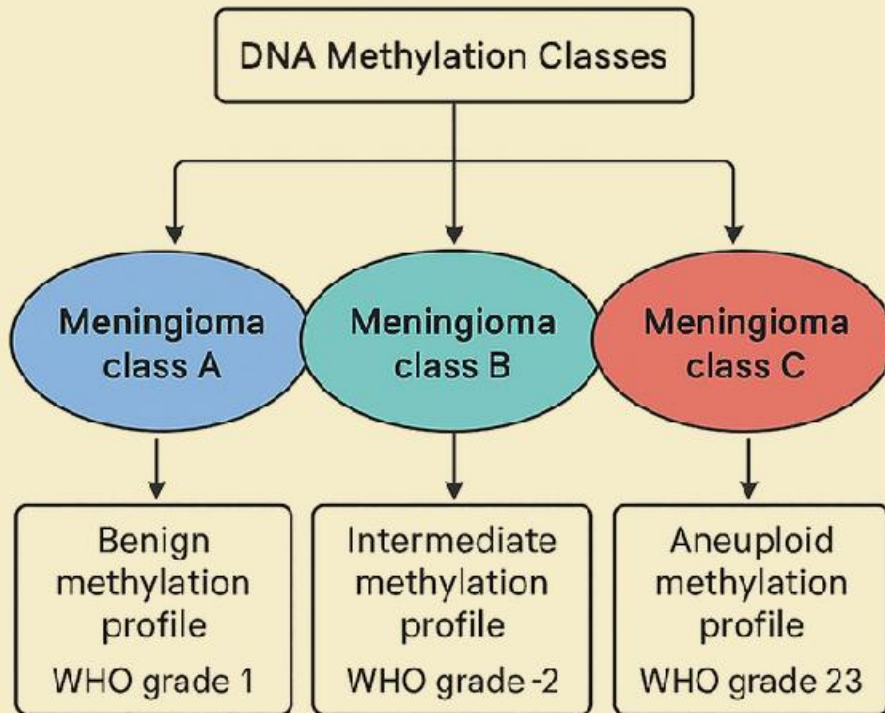 DNA Methylation Classes
Meningioma
class A
Meningioma
class B
Meningioma
class C
Benign
methylation
profile
WHO grade 1
Intermediate
methylation
profile
WHO grade -2
Aneuploid
methylation
profile
WHO grade 23